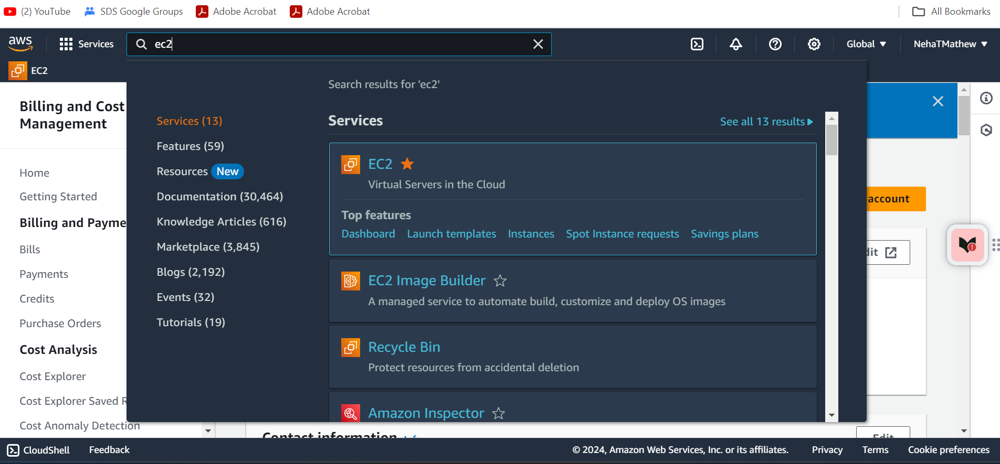 (2) YouTube SDS Google Groups Adobe Acrobat Adobe Acrobat All Bookmarks
aws Services ec2 Global NehaTMathew
EC2
Search results for 'ec2'
Billing and Cost
Management
Services (13)
Features (59)
Resources New
Documentation (30,464)
Knowledge Articles (616)
Marketplace (3,845)
Blogs (2,192)
Events (32)
Tutorials (19)
Services See all 13 results
EC2
Virtual Servers in the Cloud
Top features
Dashboard Launch templates Instances Spot Instance requests Savings plans
EC2 Image Builder
A managed service to automate build, customize and deploy OS images
Recycle Bin
Protect resources from accidental deletion
Amazon Inspector
Home
Getting Started
Billing and Payme
Bills
Payments
Credits
Purchase Orders
Cost Analysis
Cost Explorer
Cost Explorer Saved R
Cost Anomaly Detection
account
dit
Contact information Info
Edit
CloudShell Feedback © 2024, Amazon Web Services, Inc. or its affiliates. Privacy Terms Cookie preferences